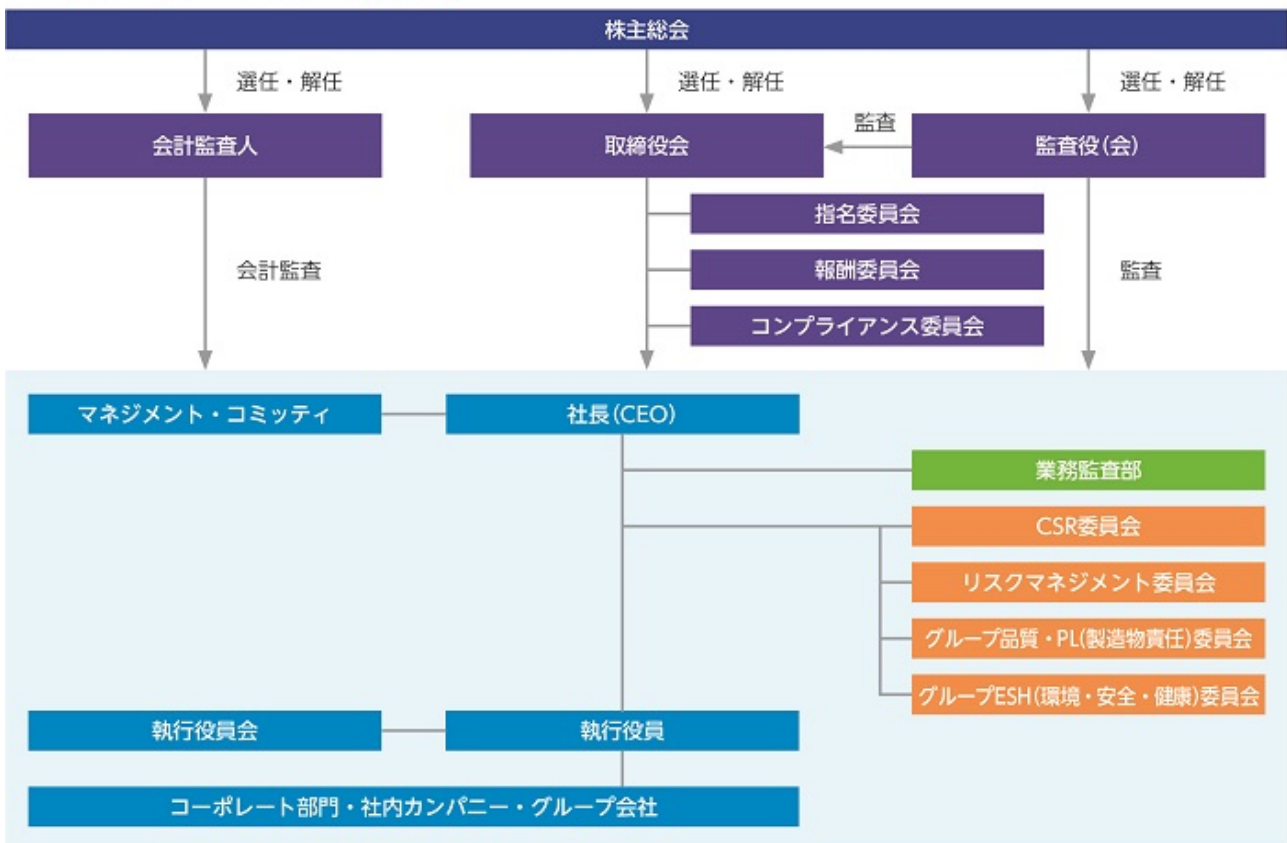 株主総会
選任・解任
選任・解任
選任・解任
会計監査人
取締役会
監査
監査役(会)
指名委員会
会計監査
報酬委員会
監査
コンプライアンス委員会
マネジメント・コミッティ
社長(CEO)
業務監査部
CSR委員会
リスクマネジメント委員会
グループ品質・PL(製造物責任)委員会
グループESH(環境・安全・健康)委員会
執行役員会
執行役員
コーポレート部門・社内カンパニー・グループ会社